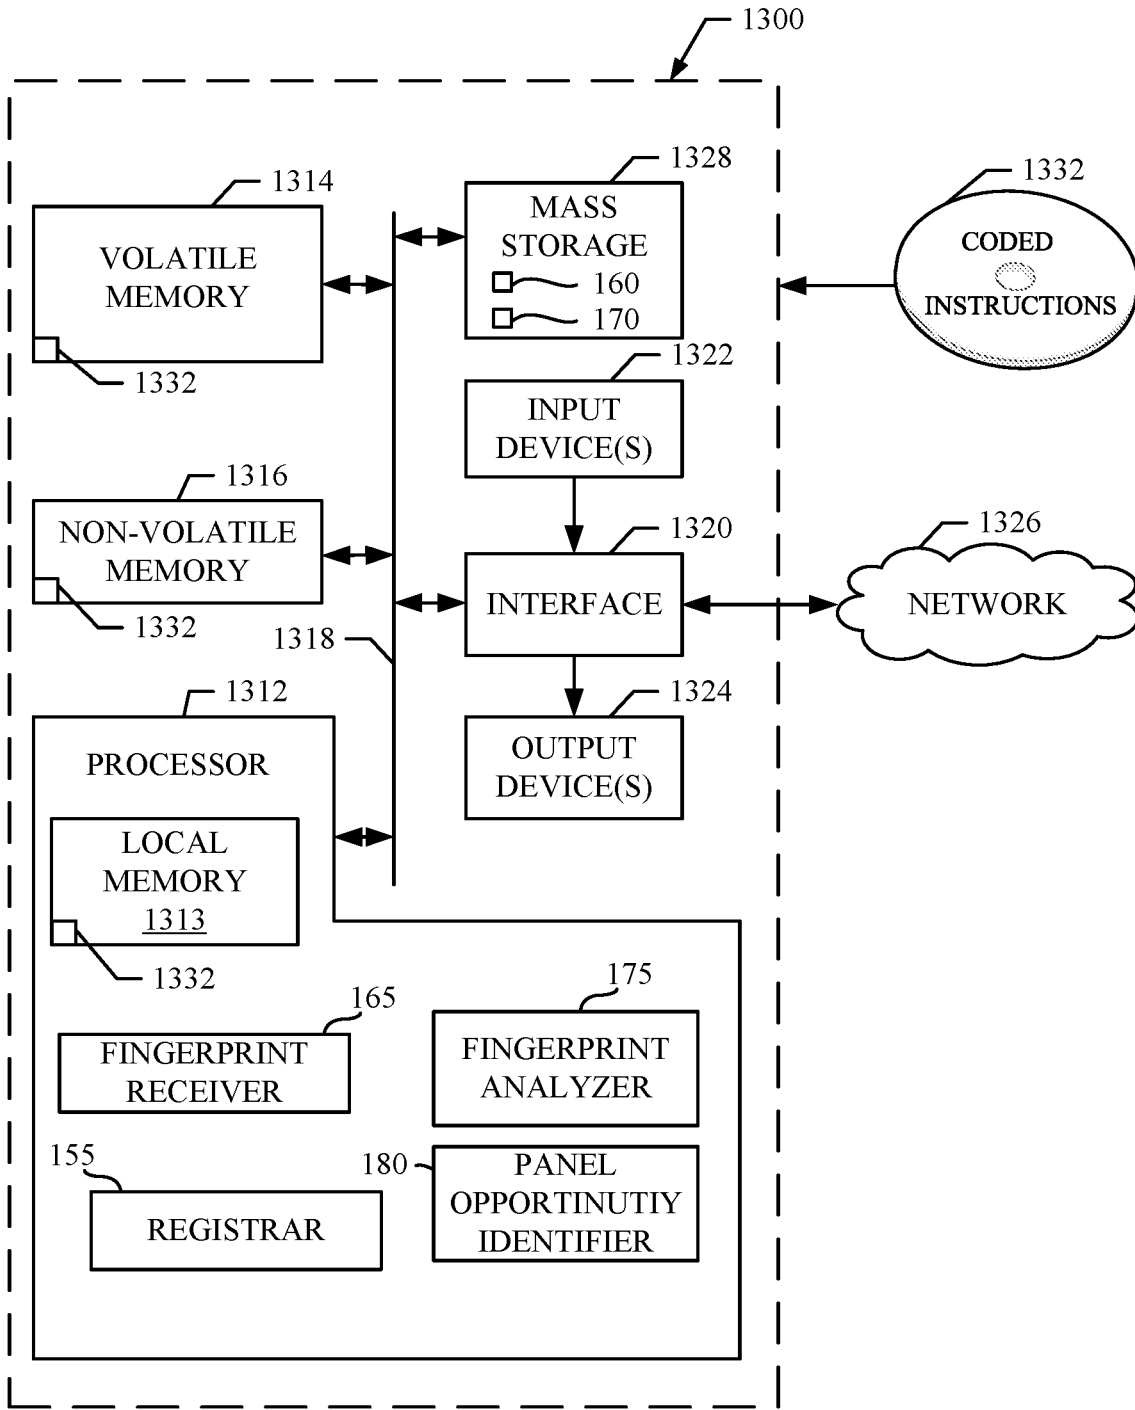 1300
1314
VOLATILE
MEMORY
1332
1328
MASS
STORAGE
160
170
1332
CODED
INSTRUCTIONS
1322
INPUT
DEVICE(S)
1316
NON-VOLATILE
MEMORY
1332
1318
1320
INTERFACE
1326
NETWORK
1324
OUTPUT
DEVICE(S)
1312
PROCESSOR
LOCAL
MEMORY
1313
1332
165
FINGERPRINT
RECEIVER
175
FINGERPRINT
ANALYZER
155
REGISTRAR
180
PANEL
OPPORTINUTIY
IDENTIFIER